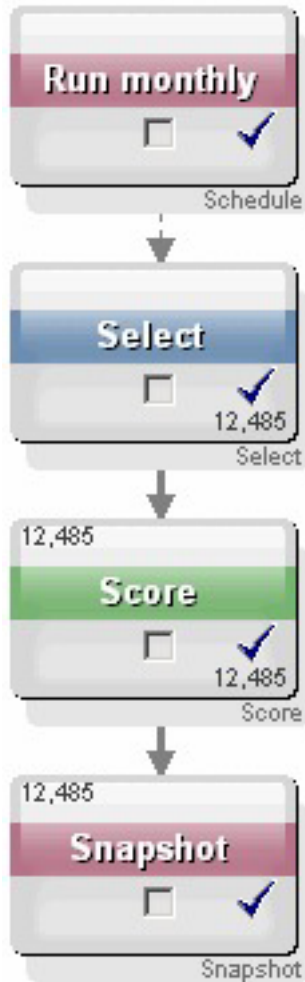 Run monthly
Schedule
Select
12,485
Select
12,485
Score
12,485
Score
12,485
Snapshot
Snapshot